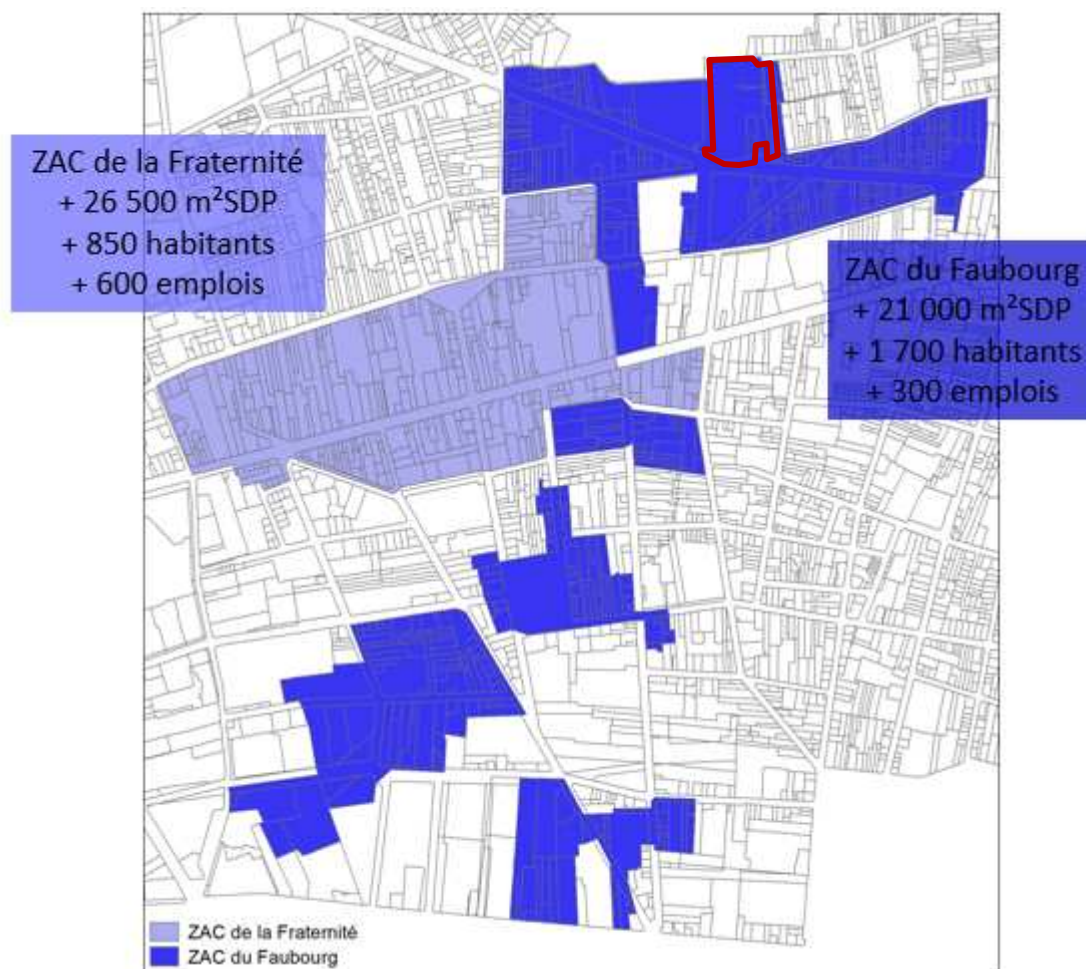 ZAC de la Fraternité
+ 26 500 m²SDP
+ 850 habitants
+ 600 emplois
ZAC du Faubourg
+ 21 000 m²SDP
+ 1 700 habitants
+ 300 emplois
ZAC de la Fraternité
ZAC du Faubourg